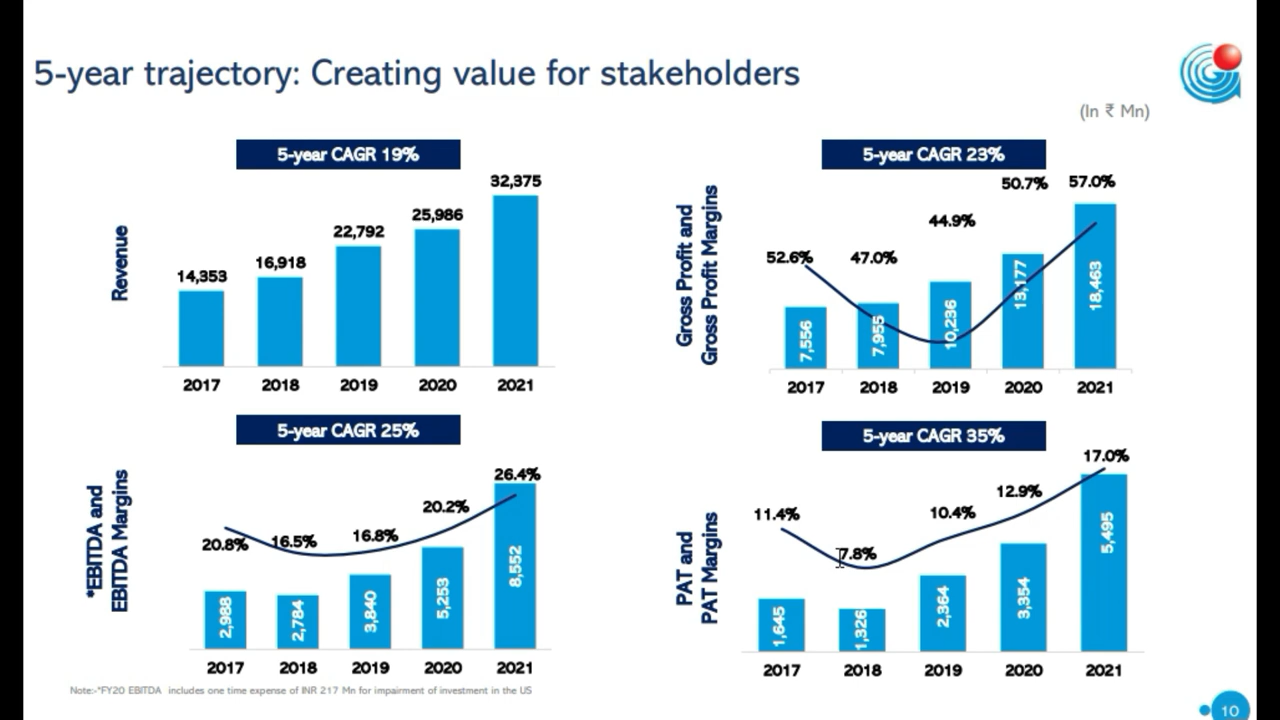 5-year trajectory: Creating value for stakeholders
(In ₹ Mn)
5-year CAGR 19%
Revenue
14,353
16,918
22,792
25,986
32,375
2017 2018 2019 2020 2021
5-year CAGR 23%
Gross Profit and
Gross Profit Margins
52.6% 47.0% 44.9% 50.7% 57.0%
7,556 7,955 10,236 13,177 18,463
2017 2018 2019 2020 2021
5-year CAGR 25%
*EBITDA and
EBITDA Margins
20.8% 16.5% 16.8% 20.2% 26.4%
2,988 2,784 3,840 5,253 8,552
2017 2018 2019 2020 2021
5-year CAGR 35%
PAT and
PAT Margins
11.4% 7.8% 10.4% 12.9% 17.0%
1,645 1,326 2,364 3,354 5,495
2017 2018 2019 2020 2021
Note:-*FY20 EBITDA includes one time expense of INR 217 Mn for impairment of investment in the US
10